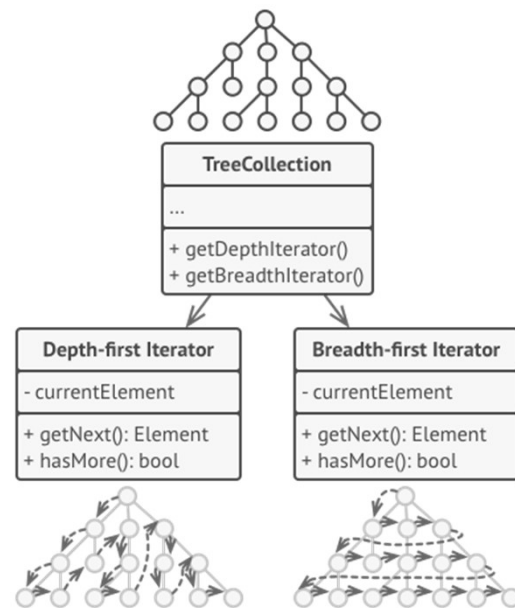 TreeCollection
...
+ getDepthIterator()
+ getBreadthIterator()
Depth-first Iterator
- currentElement
+ getNext(): Element
+ hasMore(): bool
Breadth-first Iterator
- currentElement
+ getNext(): Element
+ hasMore(): bool